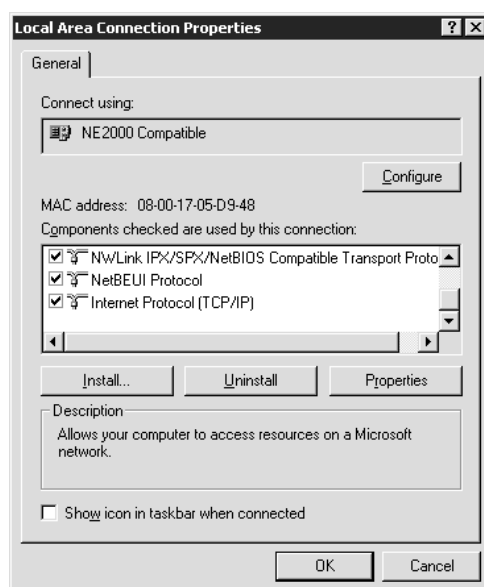 Local Area Connection Properties
General
Connect using:
NE2000 Compatible
Configure
MAC address: 08-00-17-05-D9-48
Components checked are used by this connection:
NWLink IPX/SPX/NetBIOS Compatible Transport Proto
NetBEUI Protocol
Internet Protocol (TCP/IP)
Install... Uninstall Properties
Description
Allows your computer to access resources on a Microsoft
network.
Show icon in taskbar when connected
OK Cancel